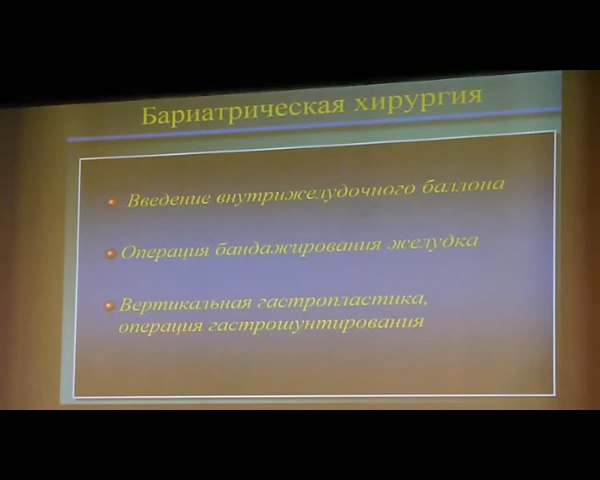 Бариатрическая хирургия
Введение внутрижелудочного баллона
Операция бандажирования желудка
Вертикальная гастропластика,
операция гастрошунтирования